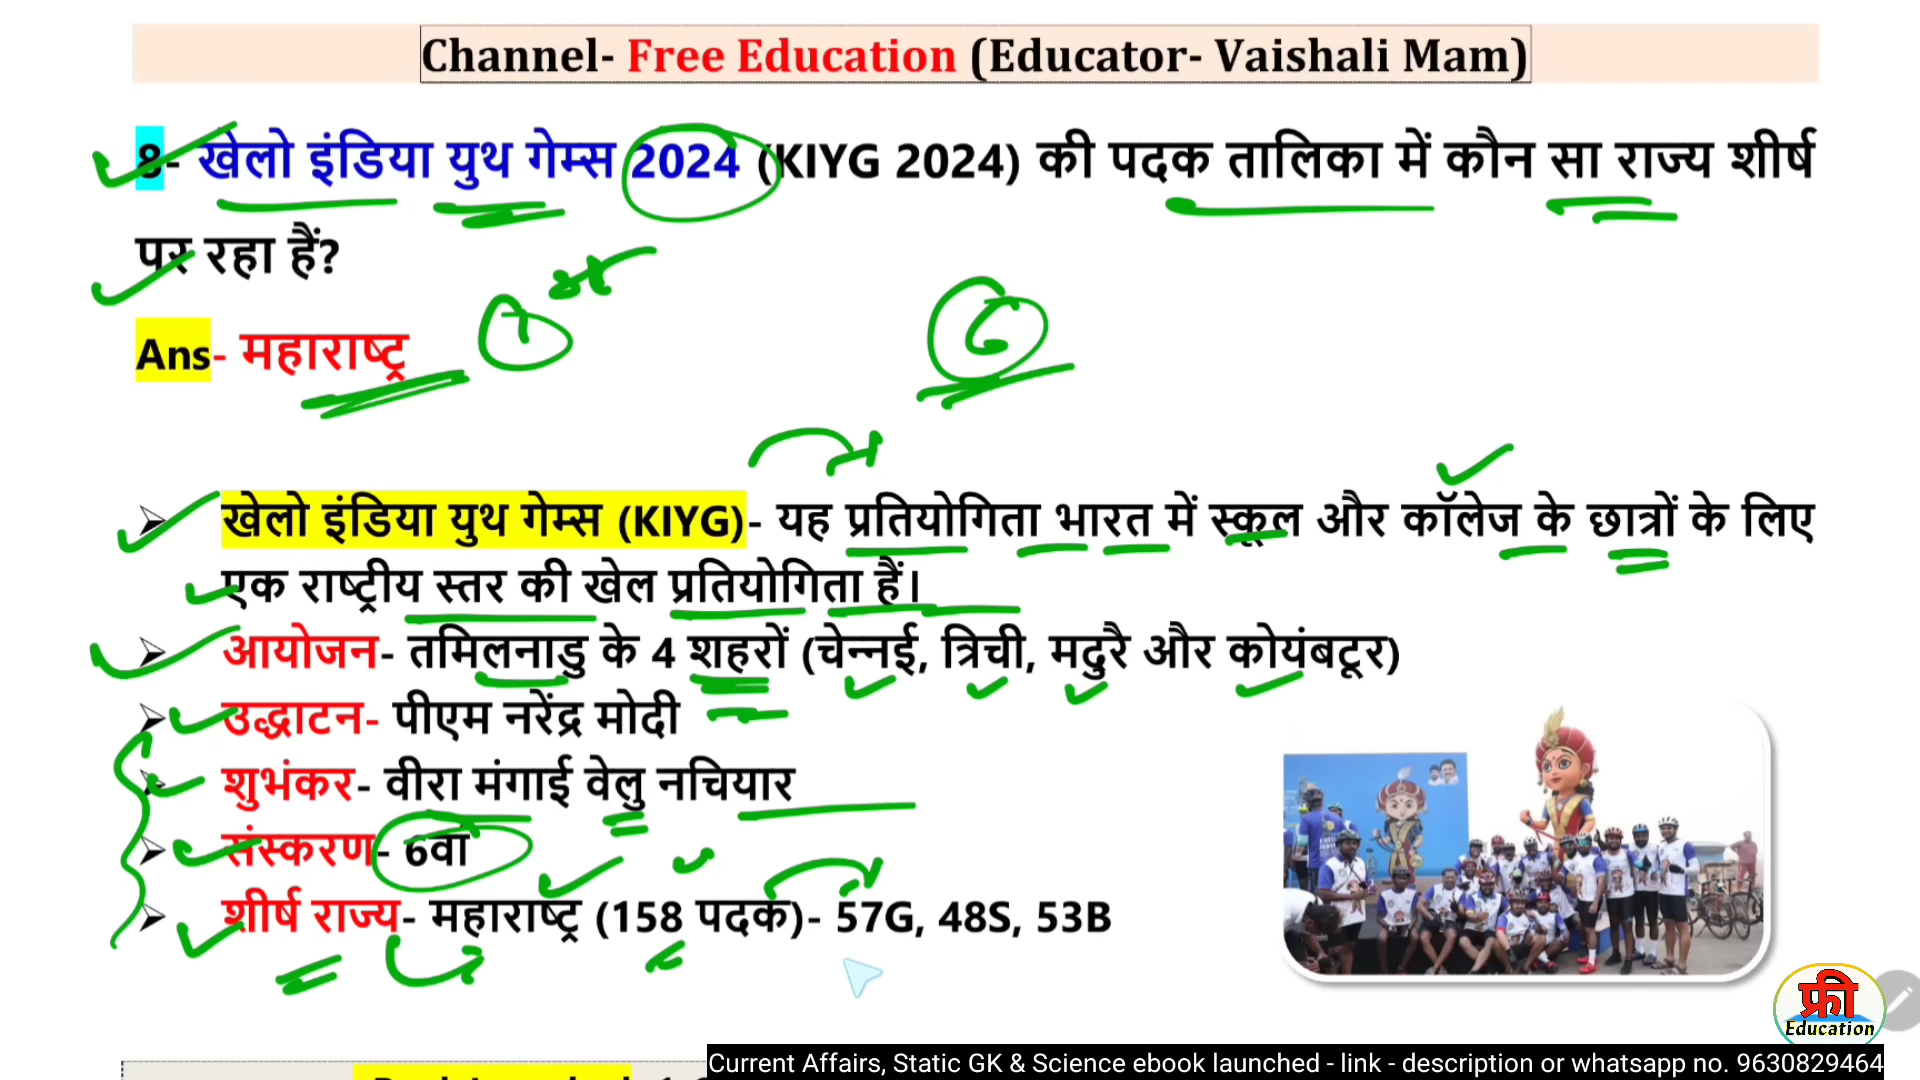 Channel- Free Education (Educator- Vaishali Mam)
8- खेलो इंडिया युथ गेम्स 2024 (KIYG 2024) की पदक तालिका में कौन सा राज्य शीर्ष
पर रहा हैं?
Ans- महाराष्ट्र
खेलो इंडिया युथ गेम्स (KIYG)- यह प्रतियोगिता भारत में स्कूल और कॉलेज के छात्रों के लिए
एक राष्ट्रीय स्तर की खेल प्रतियोगिता हैं।
आयोजन- तमिलनाडु के 4 शहरों (चेन्नई, त्रिची, मदुरै और कोयंबटूर)
उद्धाटन- पीएम नरेंद्र मोदी
शुभंकर- वीरा मंगाई वेलु नचियार
संस्करण- 6वा
शीर्ष राज्य- महाराष्ट्र (158 पदक)- 57G, 48S, 53B
फ्री
Education
Current Affairs, Static GK & Science ebook launched - link - description or whatsapp no. 9630829464